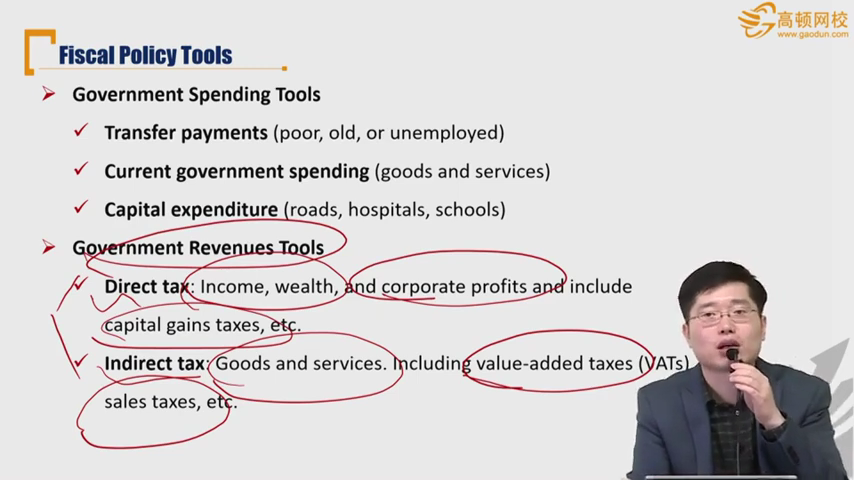 高顿网校
www.gaodun.com
Fiscal Policy Tools
Government Spending Tools
Transfer payments (poor, old, or unemployed)
Current government spending (goods and services)
Capital expenditure (roads, hospitals, schools)
Government Revenues Tools
Direct tax: Income, wealth, and corporate profits and include
capital gains taxes, etc.
Indirect tax: Goods and services. Including value-added taxes (VATs)
sales taxes, etc.